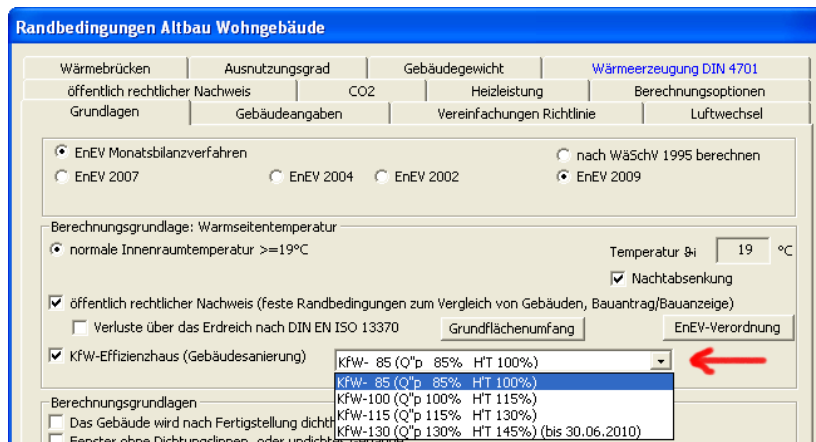 Randbedingungen Altbau Wohngebäude
Wärmebrücken Ausnutzungsgrad Gebäudegewicht Wärmeerzeugung DIN 4701
öffentlich rechtlicher Nachweis CO2 Heizleistung Berechnungsoptionen
Grundlagen Gebäudeangaben Vereinfachungen Richtlinie Luftwechsel
EnEV Monatsbilanzverfahren nach WäSchV 1995 berechnen
EnEV 2007 EnEV 2004 EnEV 2002 EnEV 2009
Berechnungsgrundlage: Warmseitentemperatur
normale Innenraumtemperatur >=19°C Temperatur ϑi 19 °C
Nachtabsenkung
öffentlich rechtlicher Nachweis (feste Randbedingungen zum Vergleich von Gebäuden, Bauantrag/Bauanzeige)
Verluste über das Erdreich nach DIN EN ISO 13370 Grundflächenumfang EnEV-Verordnung
KfW-Effizienzhaus (Gebäudesanierung) KfW- 85 (Q"p 85% H'T 100%)
KfW- 85 (Q"p 85% H'T 100%)
KfW-100 (Q"p 100% H'T 115%)
KfW-115 (Q"p 115% H'T 130%)
KfW-130 (Q"p 130% H'T 145%) (bis 30.06.2010)
Berechnungsgrundlagen
Das Gebäude wird nach Fertigstellung
Fenster ohne Dichtungslippen, oder